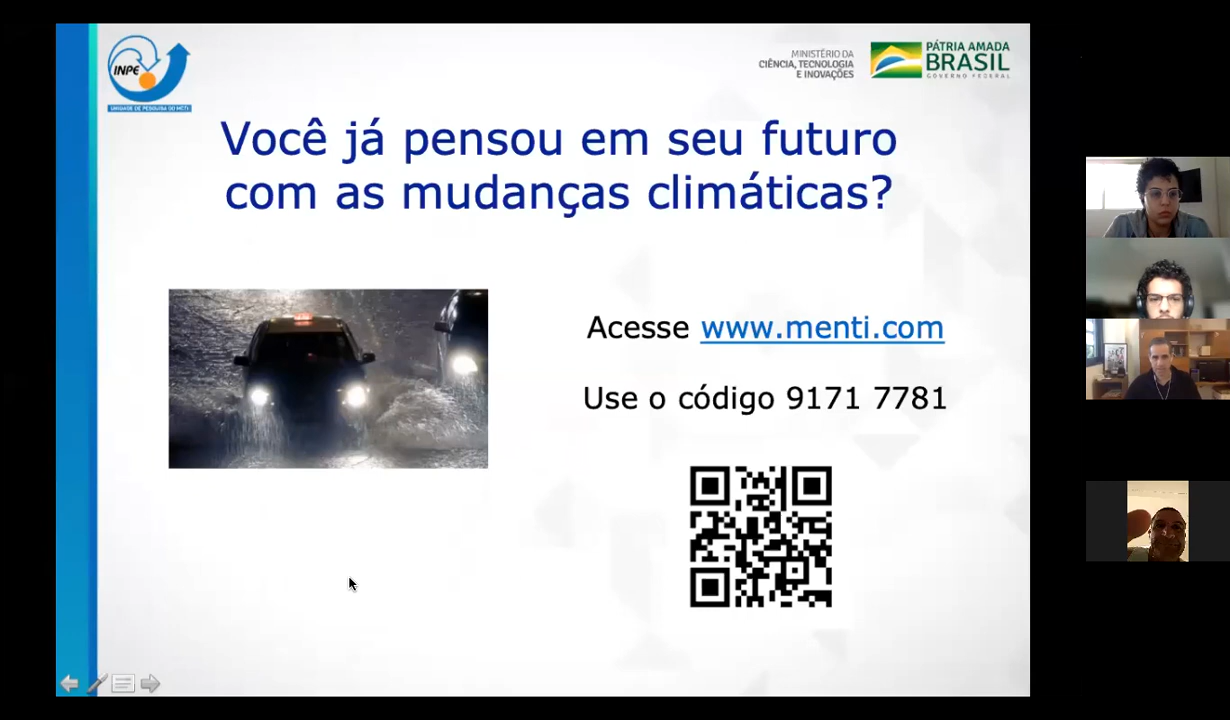 INPE
UNIDADE DE PESQUISA DO MCTI
MINISTÉRIO DA
CIÊNCIA, TECNOLOGIA
E INOVAÇÕES
PÁTRIA AMADA
BRASIL
GOVERNO FEDERAL
Você já pensou em seu futuro
com as mudanças climáticas?
Acesse www.menti.com
Use o código 9171 7781